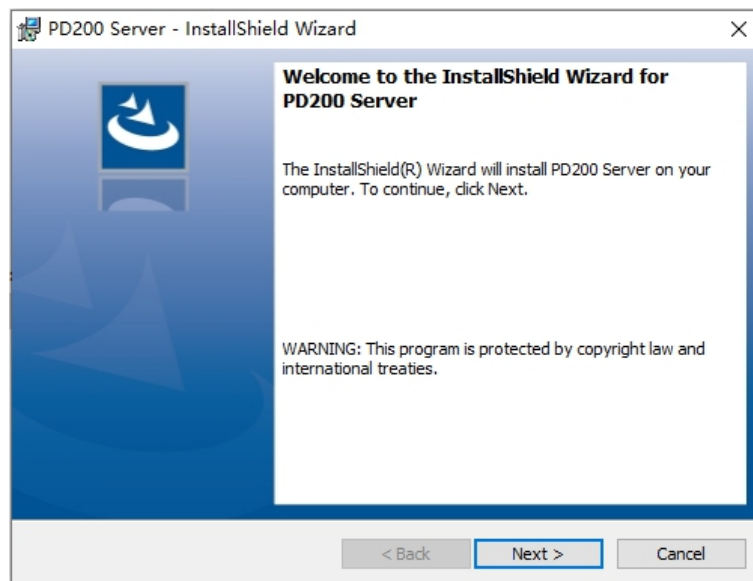 PD200 Server - InstallShield Wizard
Welcome to the InstallShield Wizard for
PD200 Server
The InstallShield(R) Wizard will install PD200 Server on your
computer. To continue, click Next.
WARNING: This program is protected by copyright law and
international treaties.
< Back
Next >
Cancel